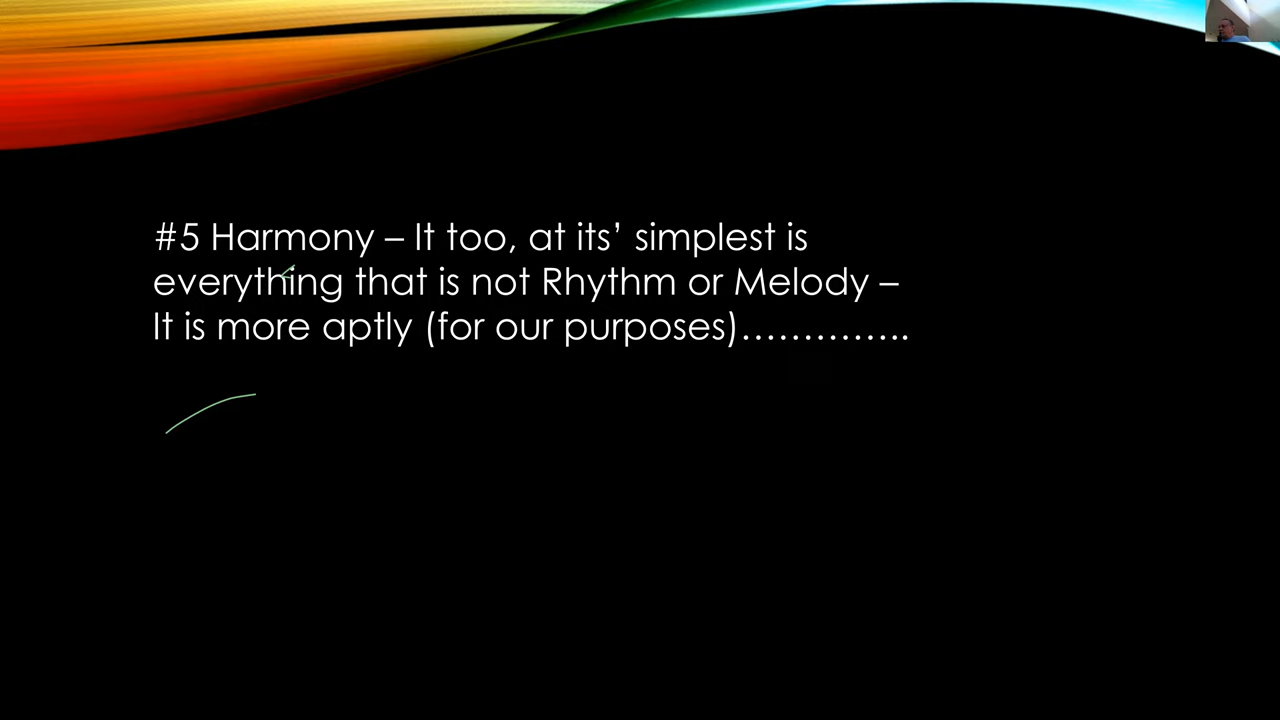 #5 Harmony – It too, at its’ simplest is
everything that is not Rhythm or Melody –
It is more aptly (for our purposes)…………..